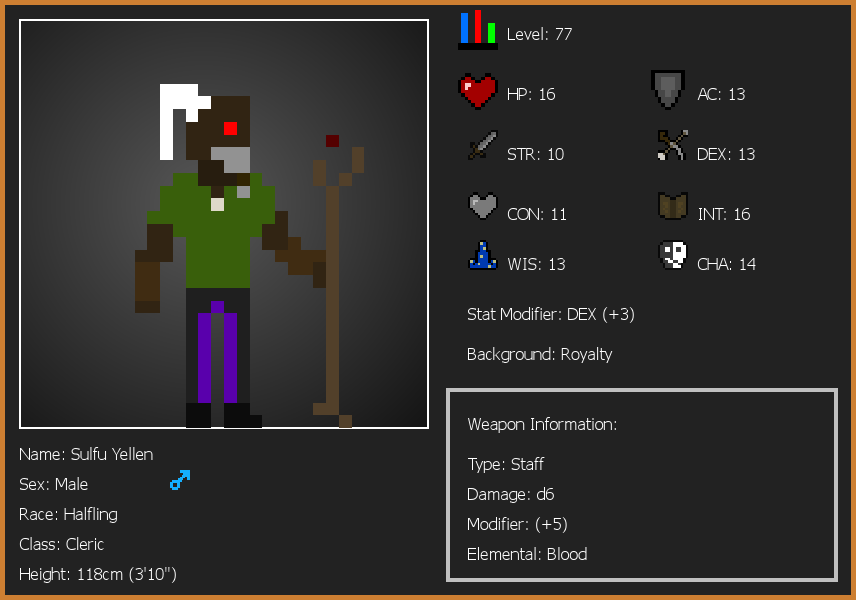 Level: 77
HP: 16
AC: 13
STR: 10
DEX: 13
CON: 11
INT: 16
WIS: 13
CHA: 14
Stat Modifier: DEX (+3)
Background: Royalty
Weapon Information:
Type: Staff
Damage: d6
Modifier: (+5)
Elemental: Blood
Name: Sulfu Yellen
Sex: Male
Race: Halfling
Class: Cleric
Height: 118cm (3'10")